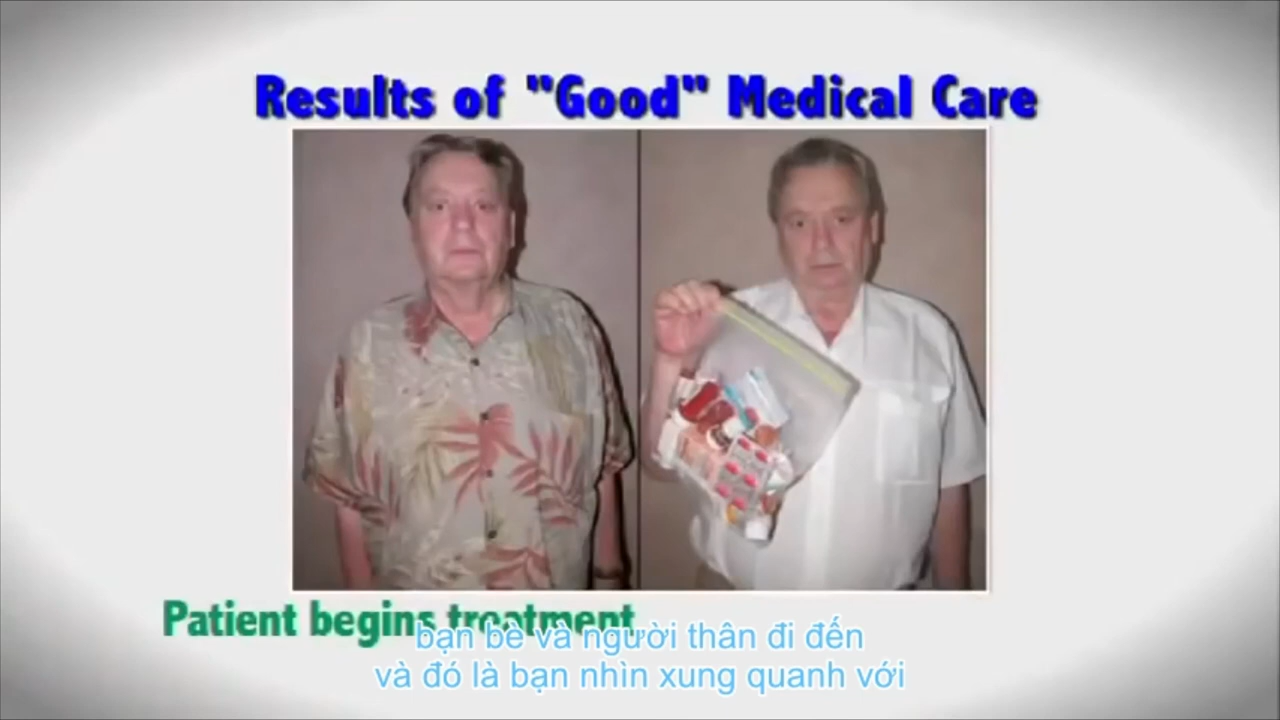 Results of "Good" Medical Care
Patient begins treatment
bạn bè và người thân đi đến
và đó là bạn nhìn xung quanh với